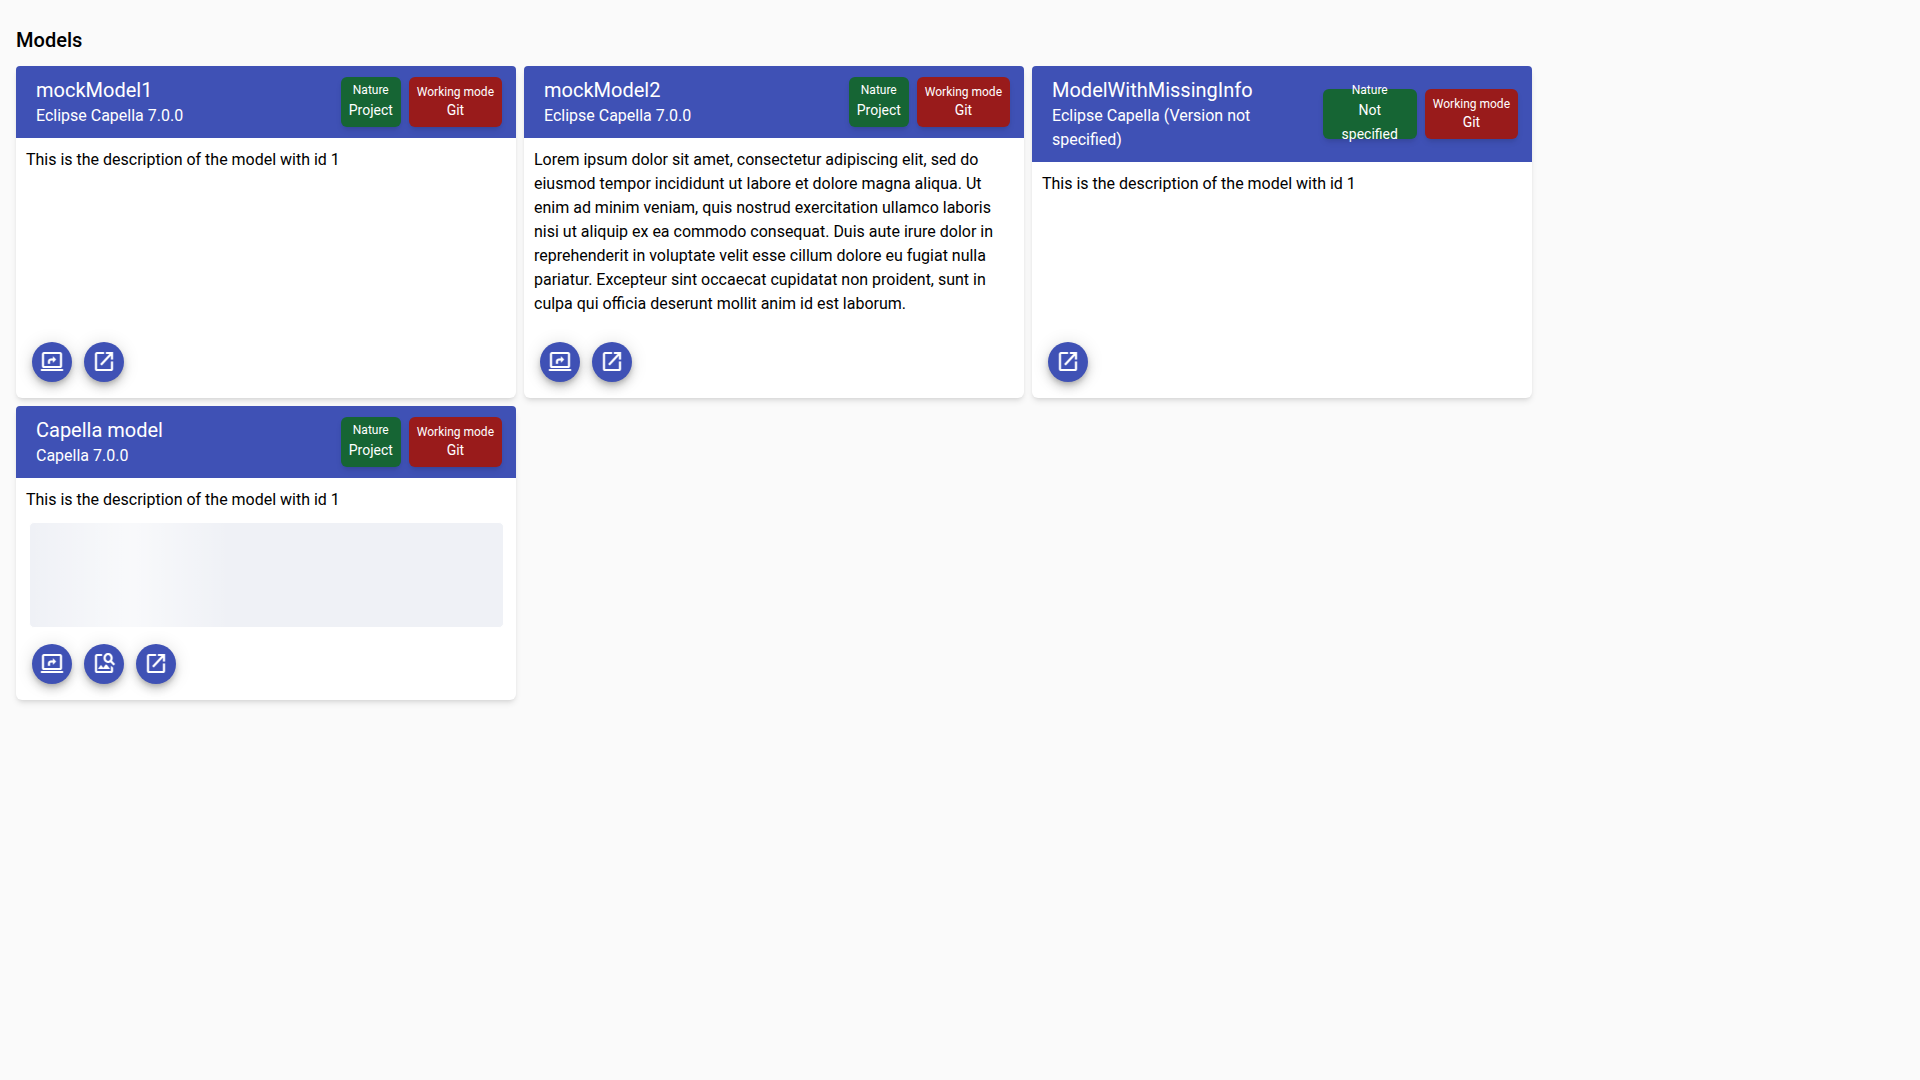 Models
mockModel1
Eclipse Capella 7.0.0
Nature
Project
Working mode
Git
This is the description of the model with id 1
mockModel2
Eclipse Capella 7.0.0
Nature
Project
Working mode
Git
Lorem ipsum dolor sit amet, consectetur adipiscing elit, sed do
eiusmod tempor incididunt ut labore et dolore magna aliqua. Ut
enim ad minim veniam, quis nostrud exercitation ullamco laboris
nisi ut aliquip ex ea commodo consequat. Duis aute irure dolor in
reprehenderit in voluptate velit esse cillum dolore eu fugiat nulla
pariatur. Excepteur sint occaecat cupidatat non proident, sunt in
culpa qui officia deserunt mollit anim id est laborum.
ModelWithMissingInfo
Eclipse Capella (Version not
specified)
Nature
Not
specified
Working mode
Git
This is the description of the model with id 1
Capella model
Capella 7.0.0
Nature
Project
Working mode
Git
This is the description of the model with id 1